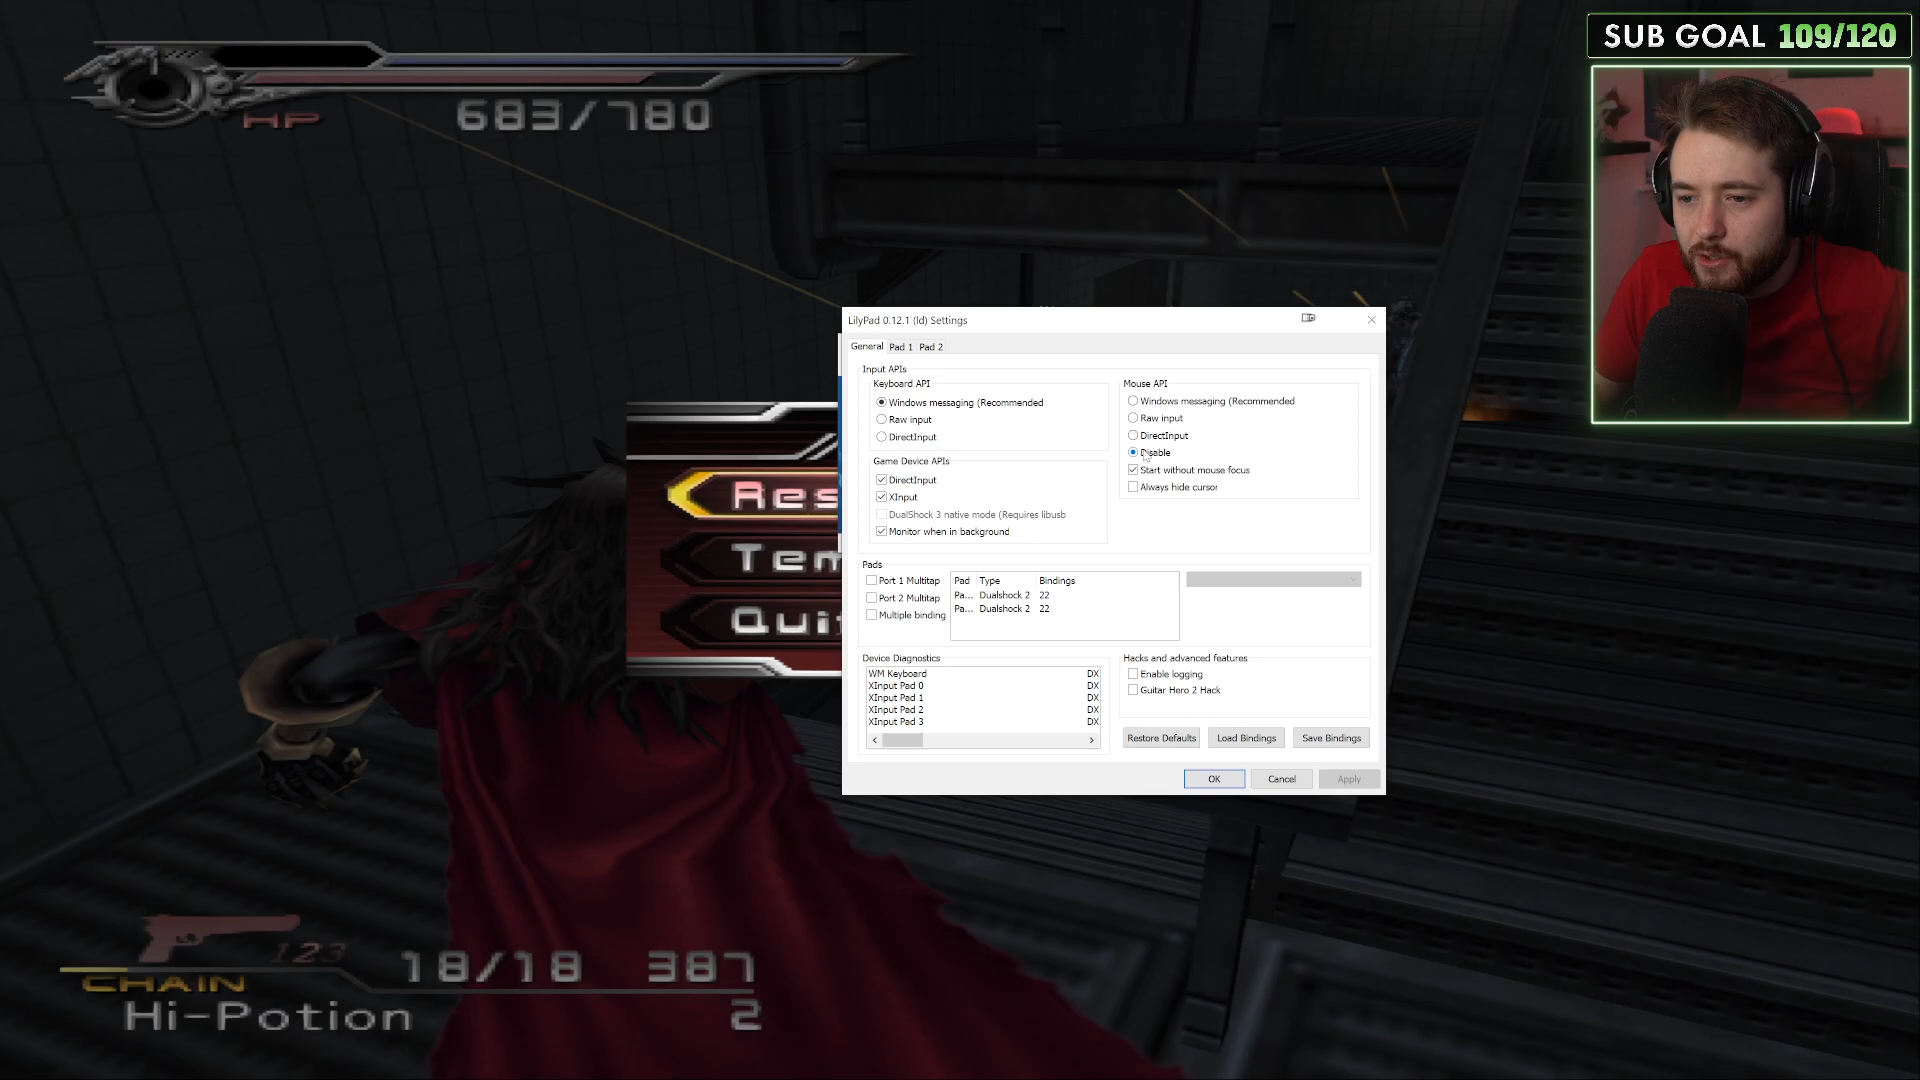 SUB GOAL 109/120
HP
683/780
LilyPad 0.12.1 (ld) Settings
General Pad 1 Pad 2
Input APIs
Keyboard API
Windows messaging (Recommended
Raw input
DirectInput
Mouse API
Windows messaging (Recommended
Raw input
DirectInput
Disable
Start without mouse focus
Always hide cursor
Game Device APIs
DirectInput
XInput
DualShock 3 native mode (Requires libusb
Monitor when in background
Pads
Port 1 Multitap
Port 2 Multitap
Multiple binding
Pad Type Bindings
Pa... Dualshock 2 22
Pa... Dualshock 2 22
Device Diagnostics
WM Keyboard DX
XInput Pad 0 DX
XInput Pad 1 DX
XInput Pad 2 DX
XInput Pad 3 DX
Hacks and advanced features
Enable logging
Guitar Hero 2 Hack
Restore Defaults Load Bindings Save Bindings
OK Cancel Apply
Res
Tem
Qui
123
18/18 387
CHAIN
Hi-Potion 2